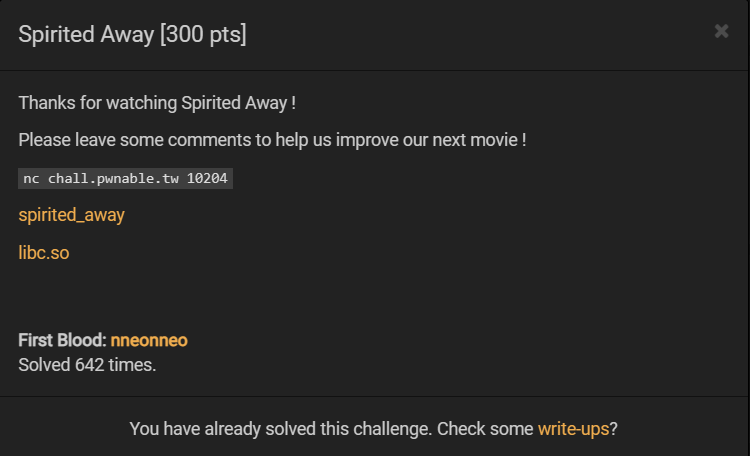 Spirited Away [300 pts]
×
Thanks for watching Spirited Away !
Please leave some comments to help us improve our next movie !
nc chall.pwnable.tw 10204
spirited_away
libc.so
First Blood: nneonneo
Solved 642 times.
You have already solved this challenge. Check some write-ups?